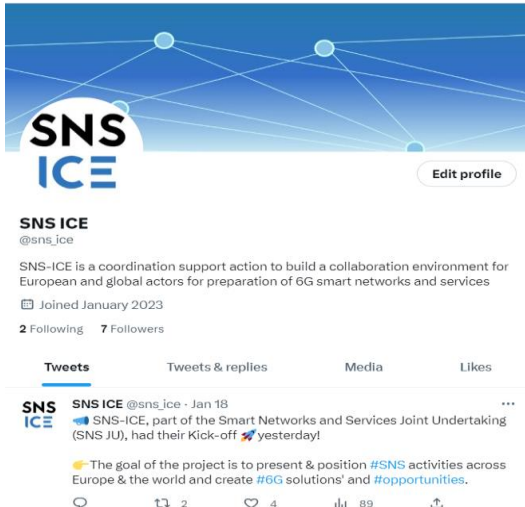 SNS
ICE
Edit profile
SNS ICE
@sns_ice
SNS-ICE is a coordination support action to build a collaboration environment for
European and global actors for preparation of 6G smart networks and services
Joined January 2023
2 Following 7 Followers
Tweets Tweets & replies Media Likes
SNS
ICE
SNS ICE @sns_ice · Jan 18
📢 SNS-ICE, part of the Smart Networks and Services Joint Undertaking
(SNS JU), had their Kick-off 🚀 yesterday!
👉The goal of the project is to present & position #SNS activities across
Europe & the world and create #6G solutions' and #opportunities.
2 4 89